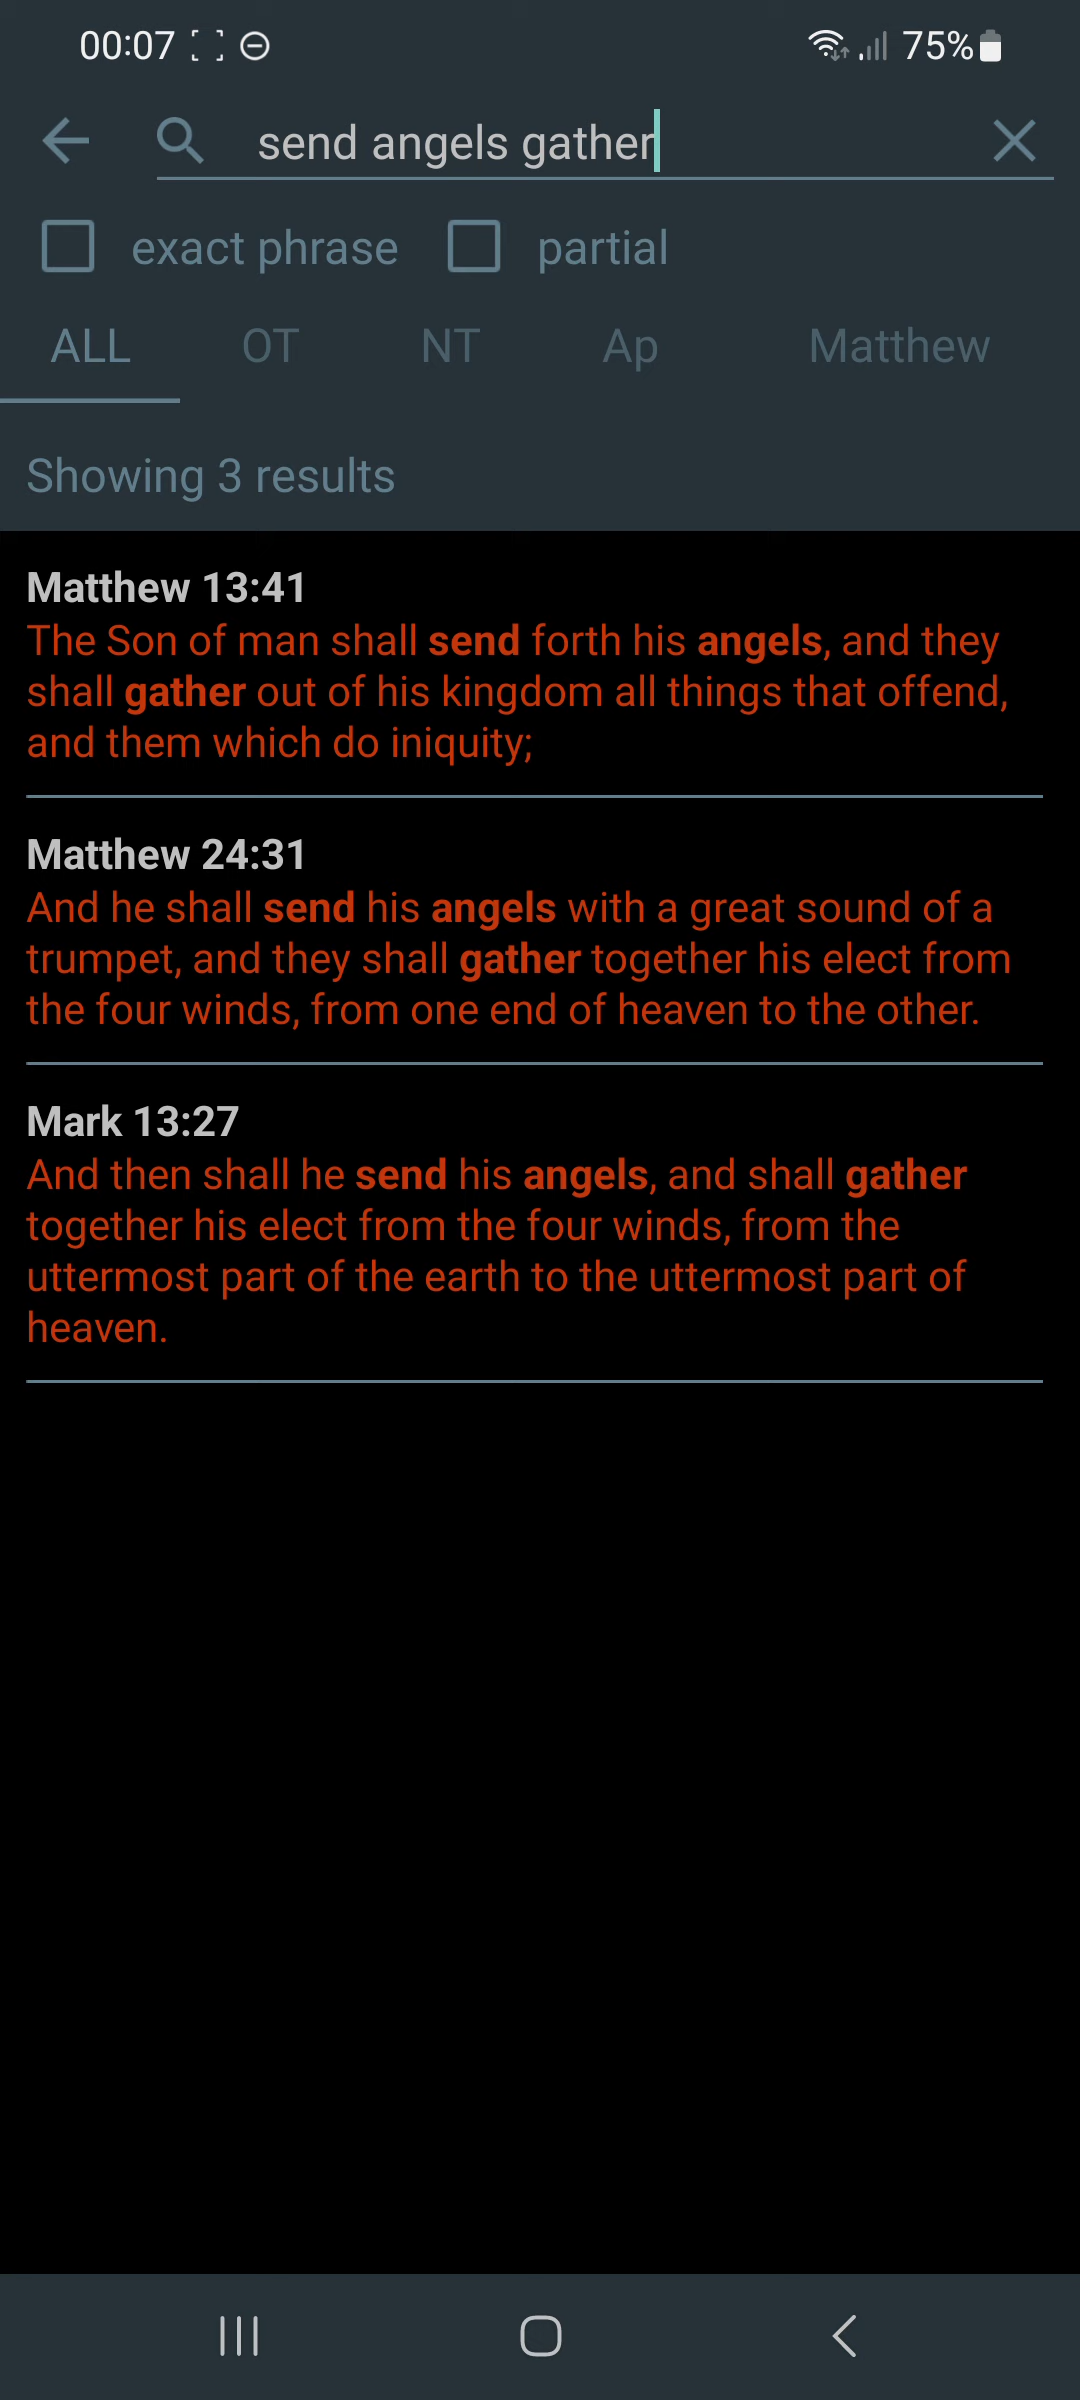 00:07 75%
send angels gather
exact phrase partial
ALL OT NT Ap Matthew
Showing 3 results
Matthew 13:41
The Son of man shall send forth his angels, and they
shall gather out of his kingdom all things that offend,
and them which do iniquity;
Matthew 24:31
And he shall send his angels with a great sound of a
trumpet, and they shall gather together his elect from
the four winds, from one end of heaven to the other.
Mark 13:27
And then shall he send his angels, and shall gather
together his elect from the four winds, from the
uttermost part of the earth to the uttermost part of
heaven.